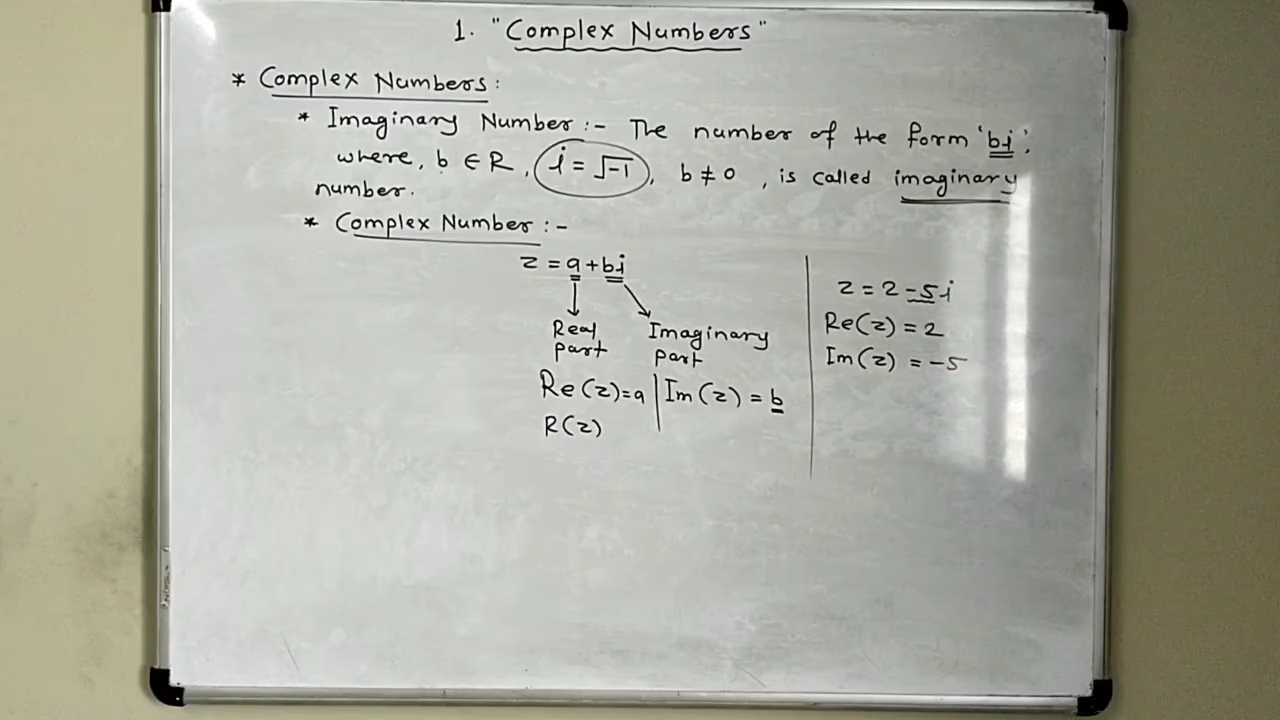 1. "Complex Numbers"
* Complex Numbers:
* Imaginary Number :- The number of the form 'bi',
where, b ∈ R, i = √-1, b ≠ 0, is called imaginary
number.
* Complex Number :-
z = a + bi
Real part
Imaginary part
Re(z)=a | Im(z) = b
R(z)
z = 2 - 5i
Re(z) = 2
Im(z) = -5